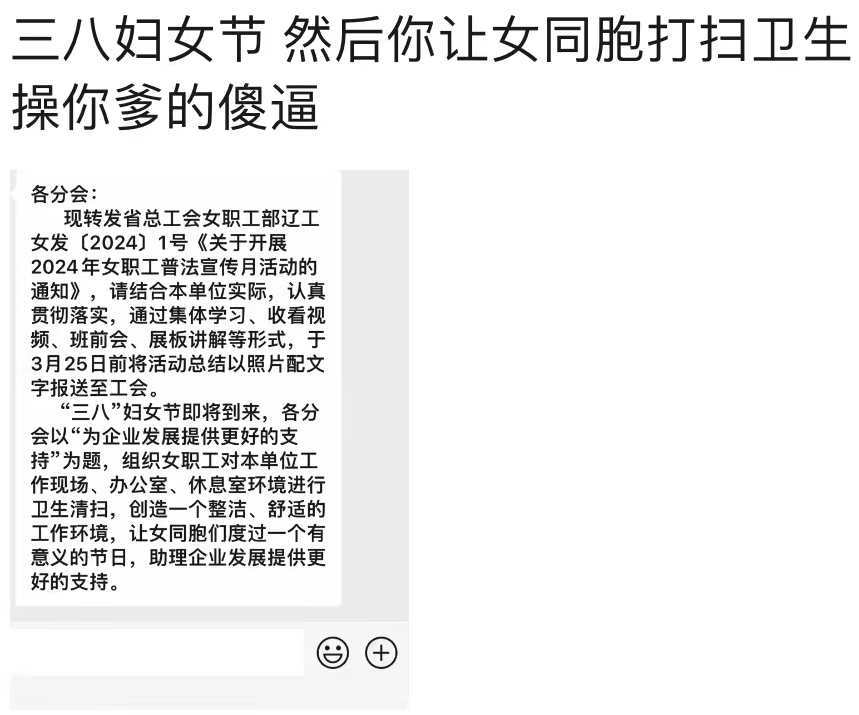 三八妇女节 然后你让女同胞打扫卫生
操你爹的傻逼
各分会：
现转发省总工会女职工部辽工
女发〔2024〕1号《关于开展
2024年女职工普法宣传月活动的
通知》，请结合本单位实际，认真
贯彻落实，通过集体学习、收看视
频、班前会、展板讲解等形式，于
3月25日前将活动总结以照片配文
字报送至工会。
“三八”妇女节即将到来，各分
会以“为企业发展提供更好的支
持”为题，组织女职工对本单位工
作现场、办公室、休息室环境进行
卫生清扫，创造一个整洁、舒适的
工作环境，让女同胞们度过一个有
意义的节日，助理企业发展提供更
好的支持。